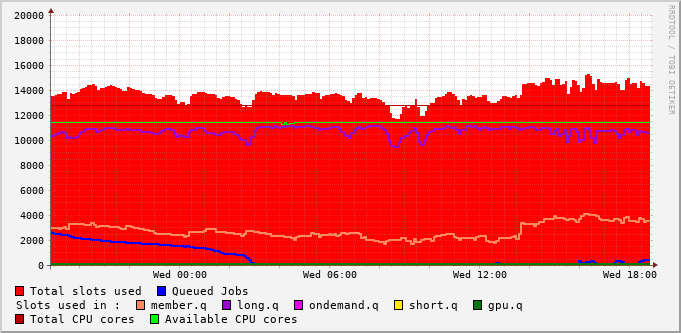 20000
18000
16000
14000
12000
10000
8000
6000
4000
2000
0
Wed 00:00 Wed 06:00 Wed 12:00 Wed 18:00
RRDTOOL / TOBI OETIKER
Total slots used Queued Jobs
Slots used in : member.q long.q ondemand.q short.q gpu.q
Total CPU cores Available CPU cores